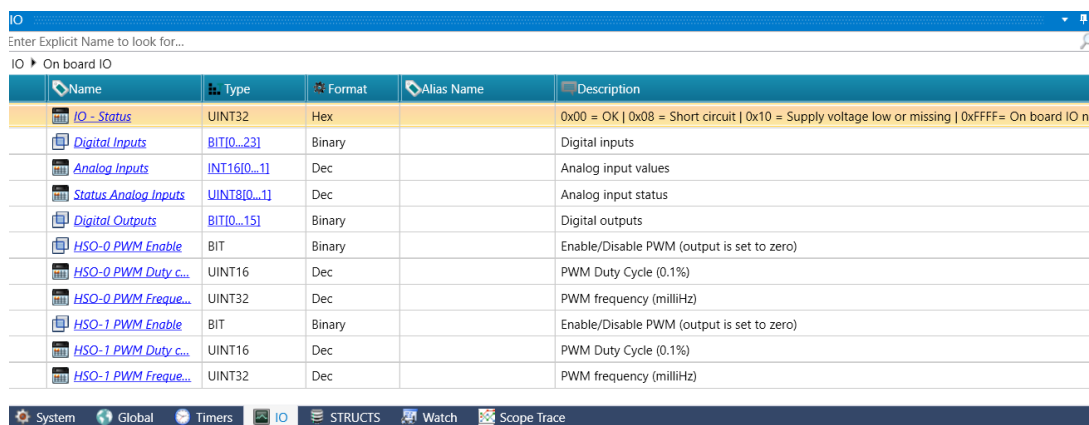 IO
Enter Explicit Name to look for...
IO On board IO
Name Type Format Alias Name Description
IO - Status UINT32 Hex 0x00 = OK | 0x08 = Short circuit | 0x10 = Supply voltage low or missing | 0xFFFF= On board IO n
Digital Inputs BIT[0...23] Binary Digital inputs
Analog Inputs INT16[0...1] Dec Analog input values
Status Analog Inputs UINT8[0...1] Dec Analog input status
Digital Outputs BIT[0...15] Binary Digital outputs
HSO-0 PWM Enable BIT Binary Enable/Disable PWM (output is set to zero)
HSO-0 PWM Duty c... UINT16 Dec PWM Duty Cycle (0.1%)
HSO-0 PWM Freque... UINT32 Dec PWM frequency (milliHz)
HSO-1 PWM Enable BIT Binary Enable/Disable PWM (output is set to zero)
HSO-1 PWM Duty c... UINT16 Dec PWM Duty Cycle (0.1%)
HSO-1 PWM Freque... UINT32 Dec PWM frequency (milliHz)
System Global Timers IO STRUCTS Watch Scope Trace